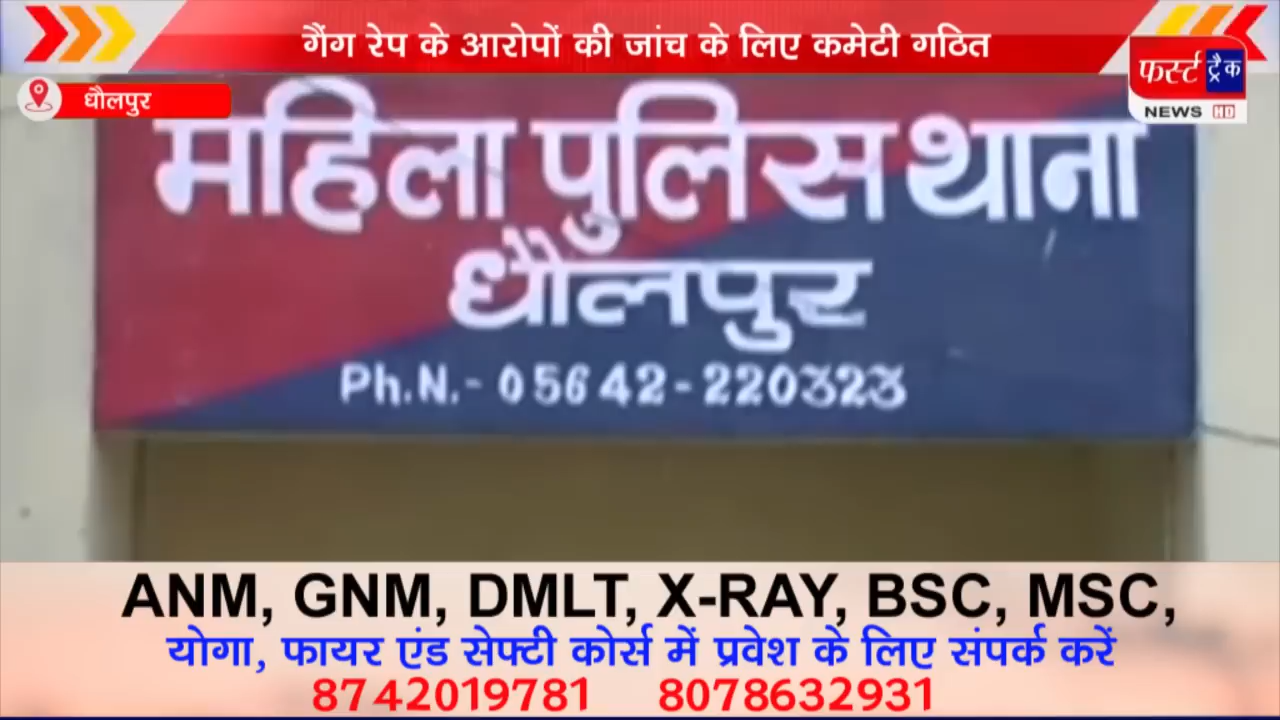 गैंग रेप के आरोपों की जांच के लिए कमेटी गठित
फर्स्ट ट्रैक
NEWS HD
धौलपुर
महिला पुलिस थाना
धौलपुर
Ph.N.- 05642-220323
ANM, GNM, DMLT, X-RAY, BSC, MSC,
योगा, फायर एंड सेफ्टी कोर्स में प्रवेश के लिए संपर्क करें
8742019781 8078632931